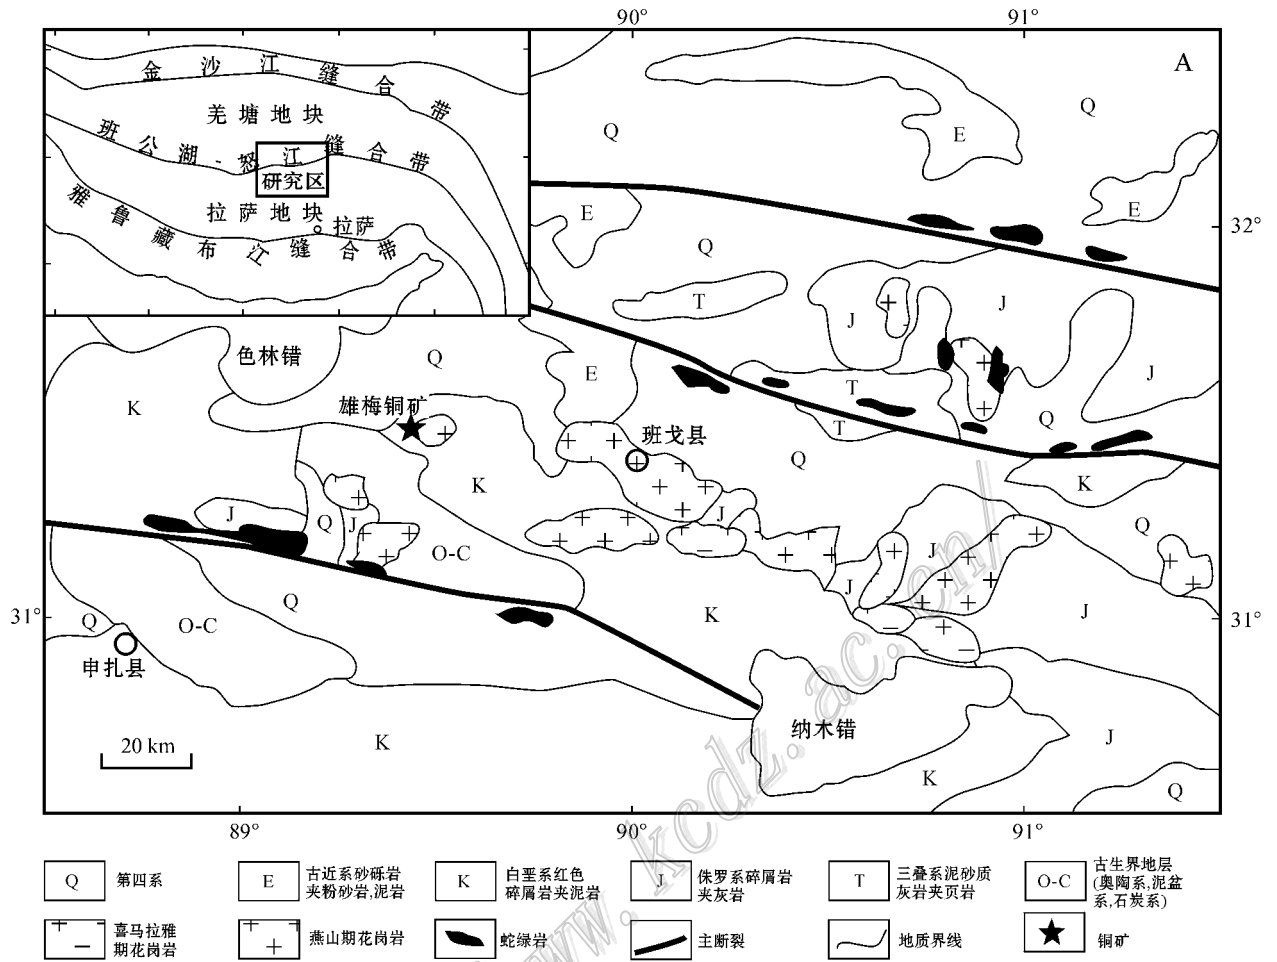 90°
91°
A
金沙江缝合带
羌塘地块
班公湖-怒江缝合带
研究区
拉萨地块
拉萨
雅鲁藏布江缝合带
Q
E
Q
E
E
32°
32°
Q
T
J
J
J
色林错
Q
E
T
T
Q
K
雄梅铜矿
班戈县
Q
K
K
J
Q
J
J
Q
O-C
J
J
31°
Q
O-C
Q
K
J
31°
申扎县
纳木错
K
J
K
Q
20 km
89°
90°
91°
www.kcdz.ac.cn/
Q
第四系
E
古近系砂砾岩
夹粉砂岩,泥岩
K
白垩系红色
碎屑岩夹泥岩
J
侏罗系碎屑岩
夹灰岩
T
三叠系泥砂质
灰岩夹页岩
O-C
古生界地层
(奥陶系,泥盆
系,石炭系)
喜马拉雅
期花岗岩
燕山期花岗岩
蛇绿岩
主断裂
地质界线
铜矿